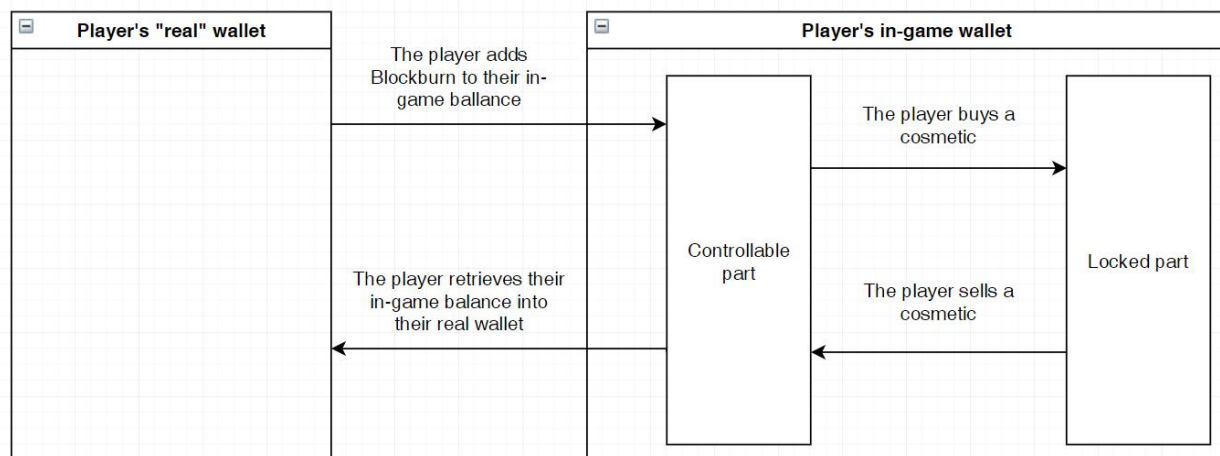 Player's "real" wallet
Player's in-game wallet
The player adds
Blockburn to their in-
game ballance
The player buys a
cosmetic
Controllable
part
Locked part
The player retrieves their
in-game balance into
their real wallet
The player sells a
cosmetic